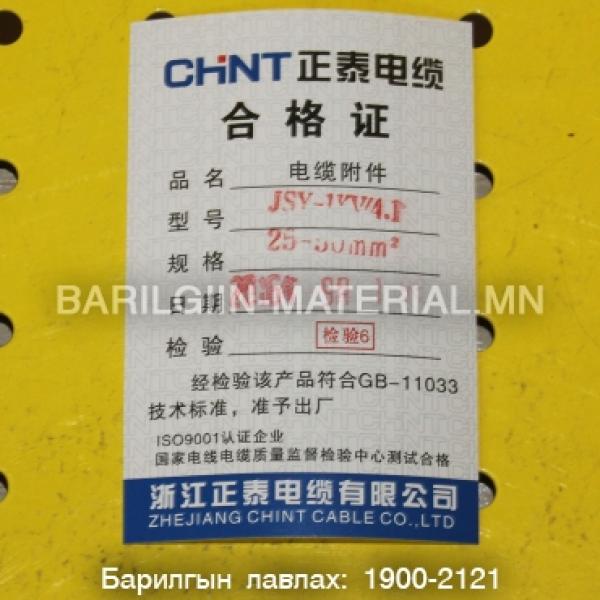 CHINT 正泰电缆
合格证
品名 电缆附件
型号
规格 25-50mm²
日期
检验 检验6
经检验该产品符合GB-11033
技术标准，准予出厂
ISO9001认证企业
国家电线电缆质量监督检验中心测试合格
浙江正泰电缆有限公司
ZHEJIANG CHINT CABLE CO.,LTD
BARILGIIN-MATERIAL.MN
Барилгын лавлах: 1900-2121